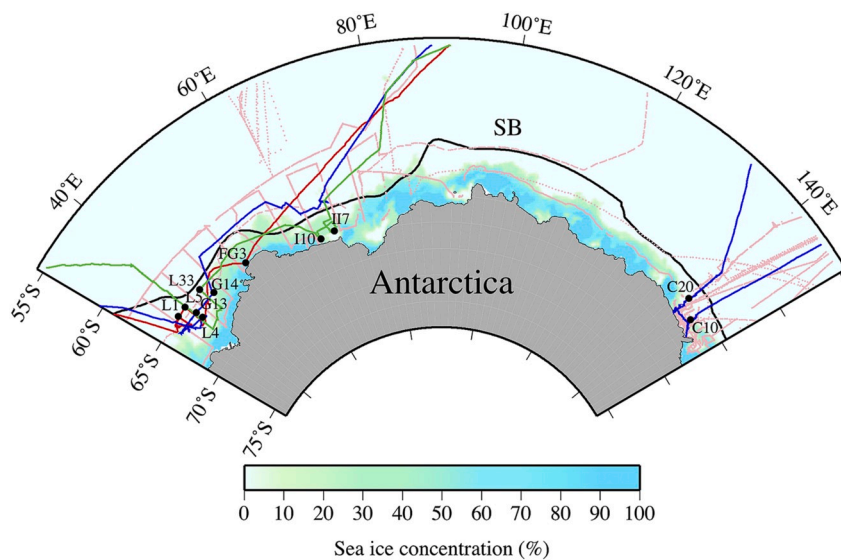 80°E
100°E
60°E
120°E
SB
40°E
140°E
II7
I10
FG3
55°S
L33
G14
C20
L5
L1
G13
60°S
L4
C10
Antarctica
65°S
70°S
75°S
0 10 20 30 40 50 60 70 80 90 100
Sea ice concentration (%)